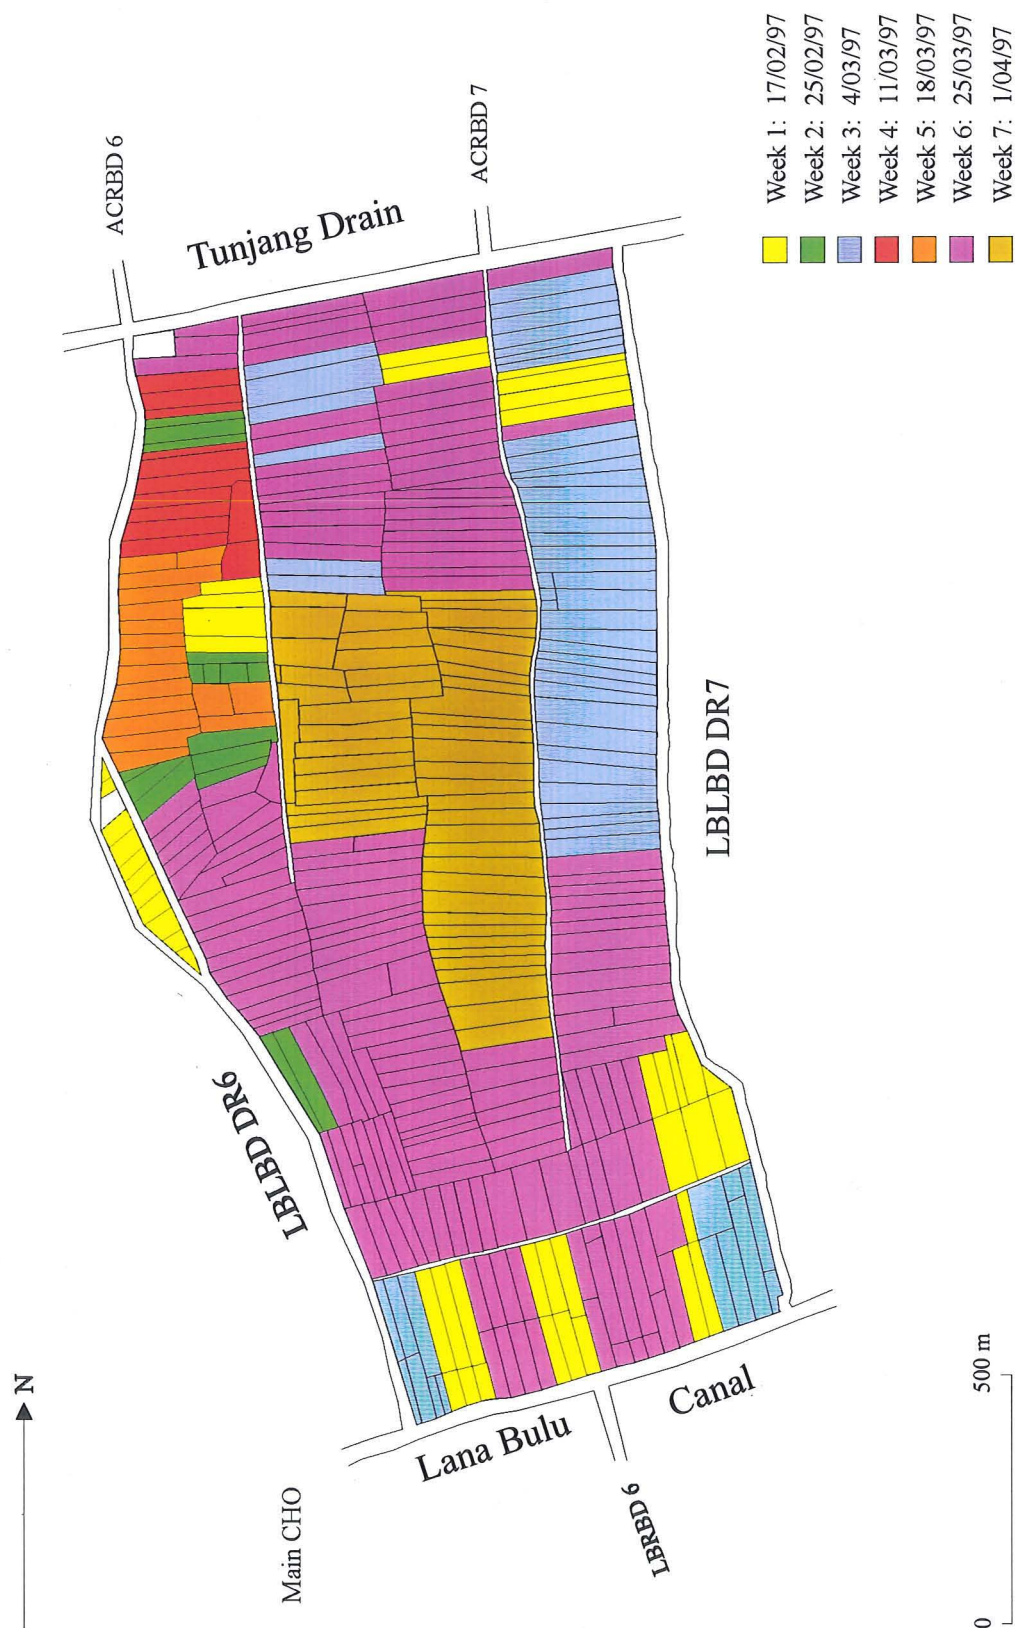 N
ACRBD 6
Tunjang Drain
ACRBD 7
LBLBD DR6
LBLBD DR7
Main CHO
Lana Bulu
Canal
LBRBD 6
Week 1: 17/02/97
Week 2: 25/02/97
Week 3: 4/03/97
Week 4: 11/03/97
Week 5: 18/03/97
Week 6: 25/03/97
Week 7: 1/04/97
0
500 m